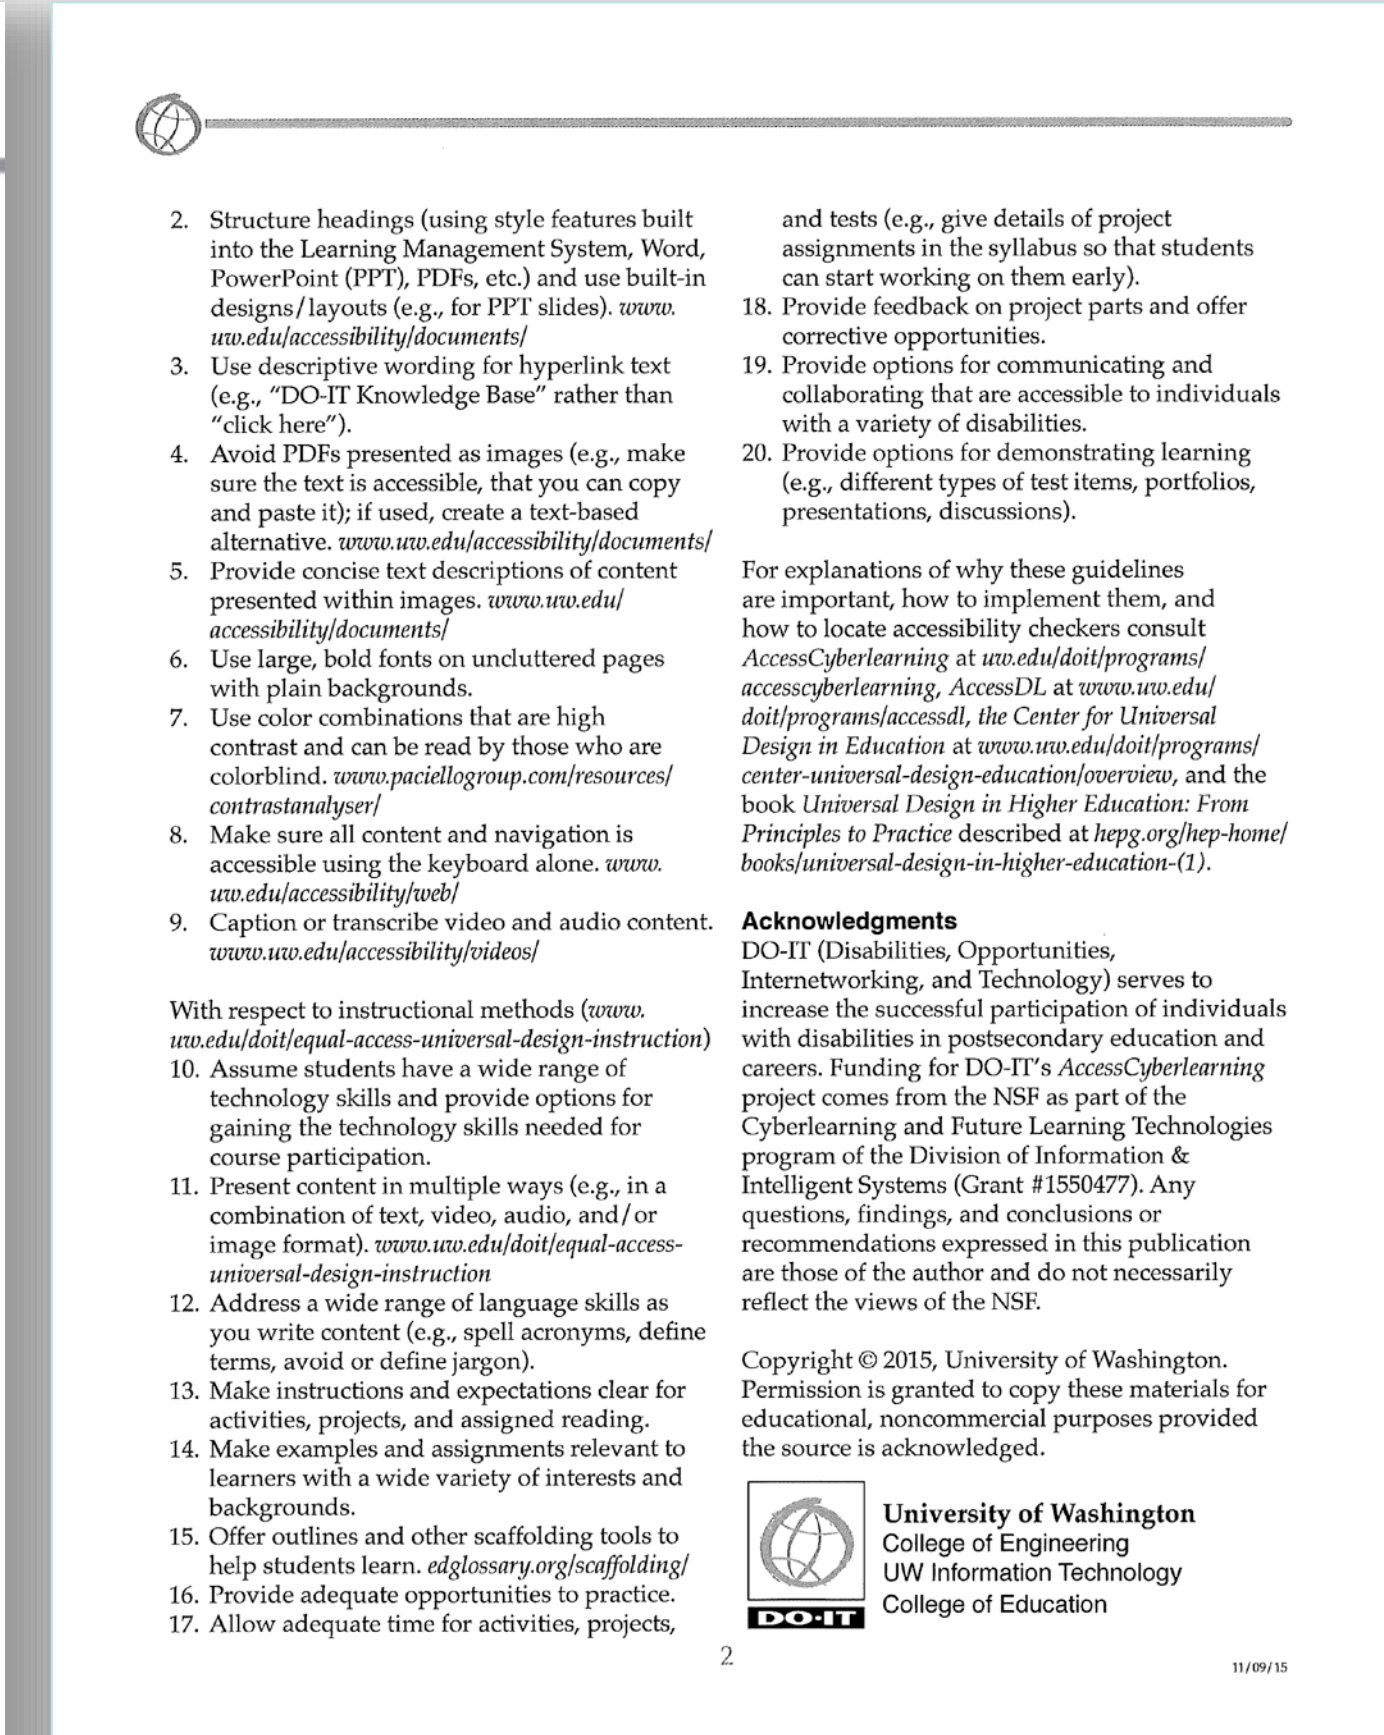 2. Structure headings (using style features built
into the Learning Management System, Word,
PowerPoint (PPT), PDFs, etc.) and use built-in
designs/layouts (e.g., for PPT slides). www.
uw.edu/accessibility/documents/
3. Use descriptive wording for hyperlink text
(e.g., “DO-IT Knowledge Base” rather than
“click here”).
4. Avoid PDFs presented as images (e.g., make
sure the text is accessible, that you can copy
and paste it); if used, create a text-based
alternative. www.uw.edu/accessibility/documents/
5. Provide concise text descriptions of content
presented within images. www.uw.edu/
accessibility/documents/
6. Use large, bold fonts on uncluttered pages
with plain backgrounds.
7. Use color combinations that are high
contrast and can be read by those who are
colorblind. www.paciellogroup.com/resources/
contrastanalyser/
8. Make sure all content and navigation is
accessible using the keyboard alone. www.
uw.edu/accessibility/web/
9. Caption or transcribe video and audio content.
www.uw.edu/accessibility/videos/
With respect to instructional methods (www.
uw.edu/doit/equal-access-universal-design-instruction)
10. Assume students have a wide range of
technology skills and provide options for
gaining the technology skills needed for
course participation.
11. Present content in multiple ways (e.g., in a
combination of text, video, audio, and/or
image format). www.uw.edu/doit/equal-access-
universal-design-instruction
12. Address a wide range of language skills as
you write content (e.g., spell acronyms, define
terms, avoid or define jargon).
13. Make instructions and expectations clear for
activities, projects, and assigned reading.
14. Make examples and assignments relevant to
learners with a wide variety of interests and
backgrounds.
15. Offer outlines and other scaffolding tools to
help students learn. edglossary.org/scaffolding/
16. Provide adequate opportunities to practice.
17. Allow adequate time for activities, projects,
and tests (e.g., give details of project
assignments in the syllabus so that students
can start working on them early).
18. Provide feedback on project parts and offer
corrective opportunities.
19. Provide options for communicating and
collaborating that are accessible to individuals
with a variety of disabilities.
20. Provide options for demonstrating learning
(e.g., different types of test items, portfolios,
presentations, discussions).
For explanations of why these guidelines
are important, how to implement them, and
how to locate accessibility checkers consult
AccessCyberlearning at uw.edu/doit/programs/
accesscyberlearning, AccessDL at www.uw.edu/
doit/programs/accessdl, the Center for Universal
Design in Education at www.uw.edu/doit/programs/
center-universal-design-education/overview, and the
book Universal Design in Higher Education: From
Principles to Practice described at hepg.org/hep-home/
books/universal-design-in-higher-education-(1).
Acknowledgments
DO-IT (Disabilities, Opportunities,
Internetworking, and Technology) serves to
increase the successful participation of individuals
with disabilities in postsecondary education and
careers. Funding for DO-IT's AccessCyberlearning
project comes from the NSF as part of the
Cyberlearning and Future Learning Technologies
program of the Division of Information &
Intelligent Systems (Grant #1550477). Any
questions, findings, and conclusions or
recommendations expressed in this publication
are those of the author and do not necessarily
reflect the views of the NSF.
Copyright © 2015, University of Washington.
Permission is granted to copy these materials for
educational, noncommercial purposes provided
the source is acknowledged.
University of Washington
College of Engineering
UW Information Technology
College of Education
DO·IT
2
11/09/15